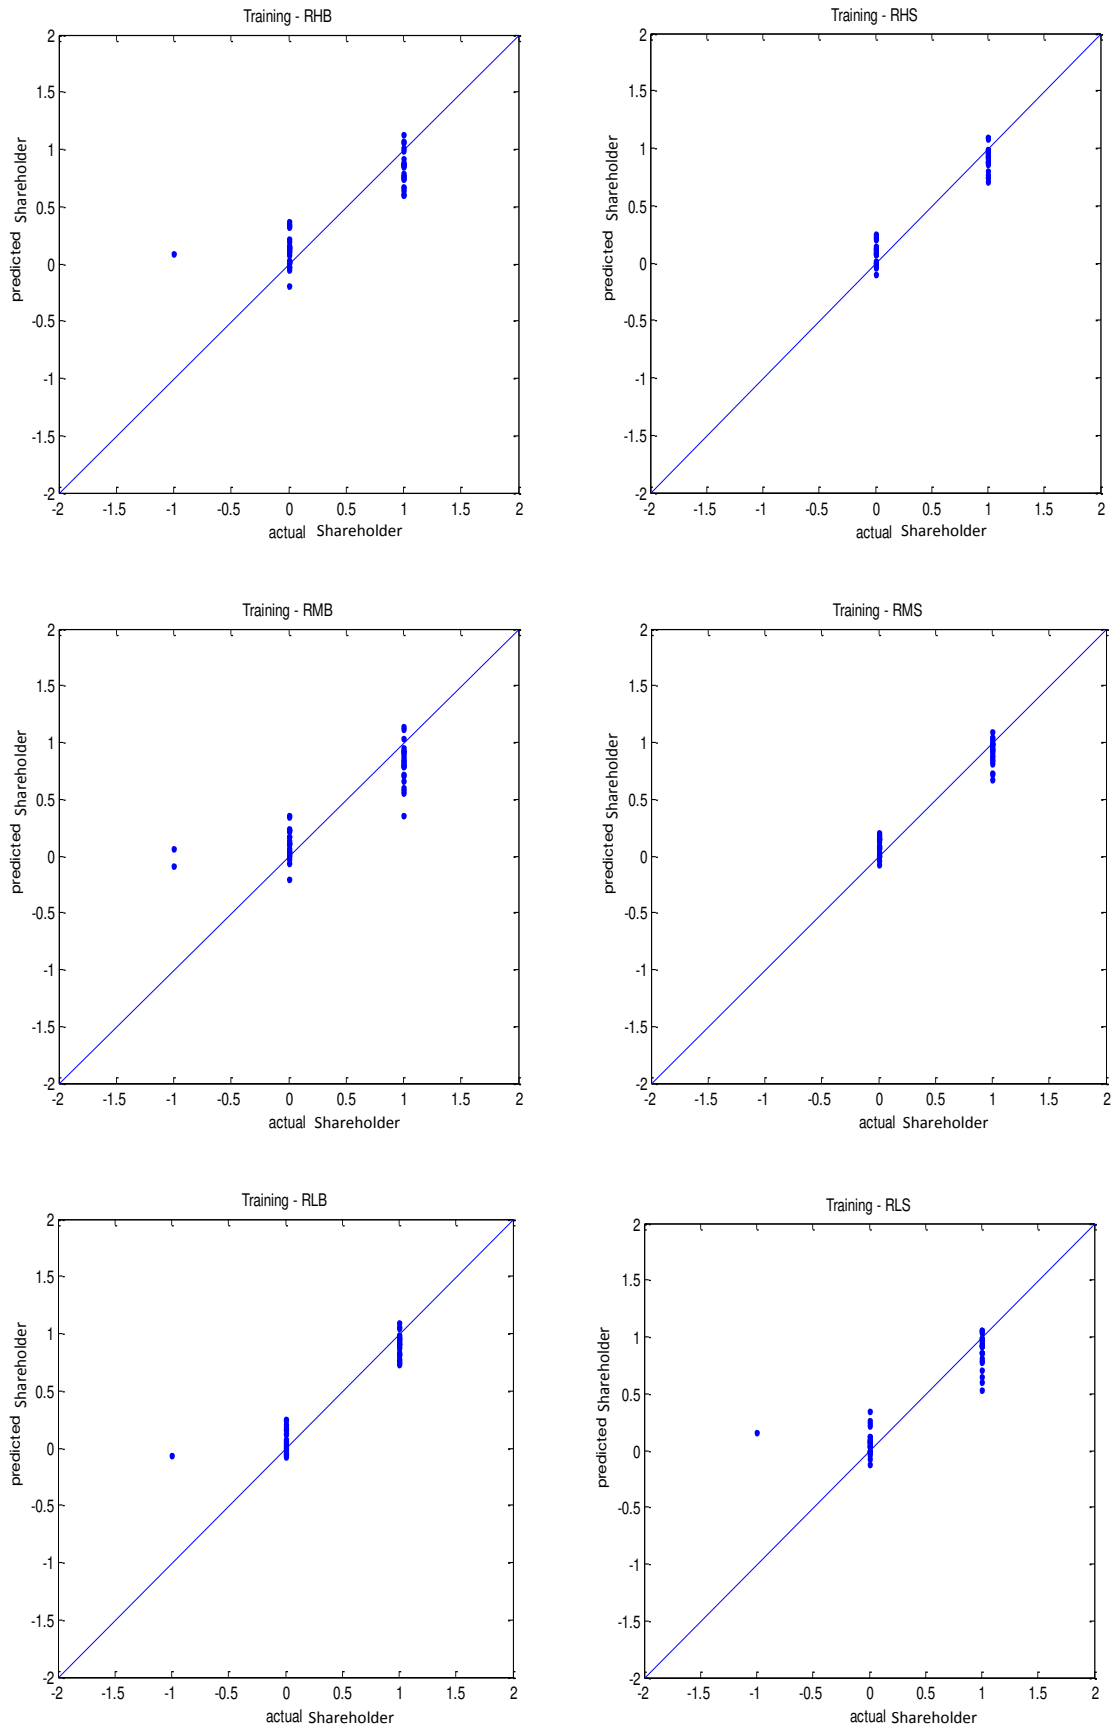 Training - RHB
2
1.5
1
0.5
0
-0.5
-1
-1.5
-2
-2 -1.5 -1 -0.5 0 0.5 1 1.5 2
predicted Shareholder
actual Shareholder
Training - RHS
2
1.5
1
0.5
0
-0.5
-1
-1.5
-2
-2 -1.5 -1 -0.5 0 0.5 1 1.5 2
predicted Shareholder
actual Shareholder
Training - RMB
2
1.5
1
0.5
0
-0.5
-1
-1.5
-2
-2 -1.5 -1 -0.5 0 0.5 1 1.5 2
predicted Shareholder
actual Shareholder
Training - RMS
2
1.5
1
0.5
0
-0.5
-1
-1.5
-2
-2 -1.5 -1 -0.5 0 0.5 1 1.5 2
predicted Shareholder
actual Shareholder
Training - RLB
2
1.5
1
0.5
0
-0.5
-1
-1.5
-2
-2 -1.5 -1 -0.5 0 0.5 1 1.5 2
predicted Shareholder
actual Shareholder
Training - RLS
2
1.5
1
0.5
0
-0.5
-1
-1.5
-2
-2 -1.5 -1 -0.5 0 0.5 1 1.5 2
predicted Shareholder
actual Shareholder